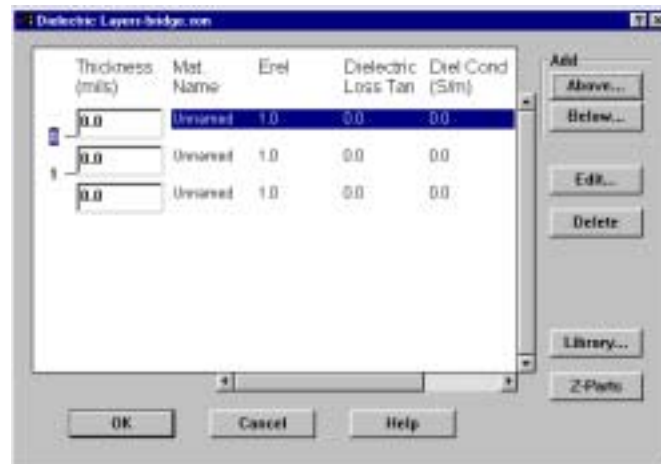 Dielectric Layers-bridge.son
Thickness (mils) Mat. Name Erel Dielectric Loss Tan Diel Cond (S/m)
0.0 Unnamed 1.0 0.0 0.0
0
0.0 Unnamed 1.0 0.0 0.0
1
0.0 Unnamed 1.0 0.0 0.0
Add
Above...
Below...
Edit...
Delete
Library...
Z-Parts
OK Cancel Help